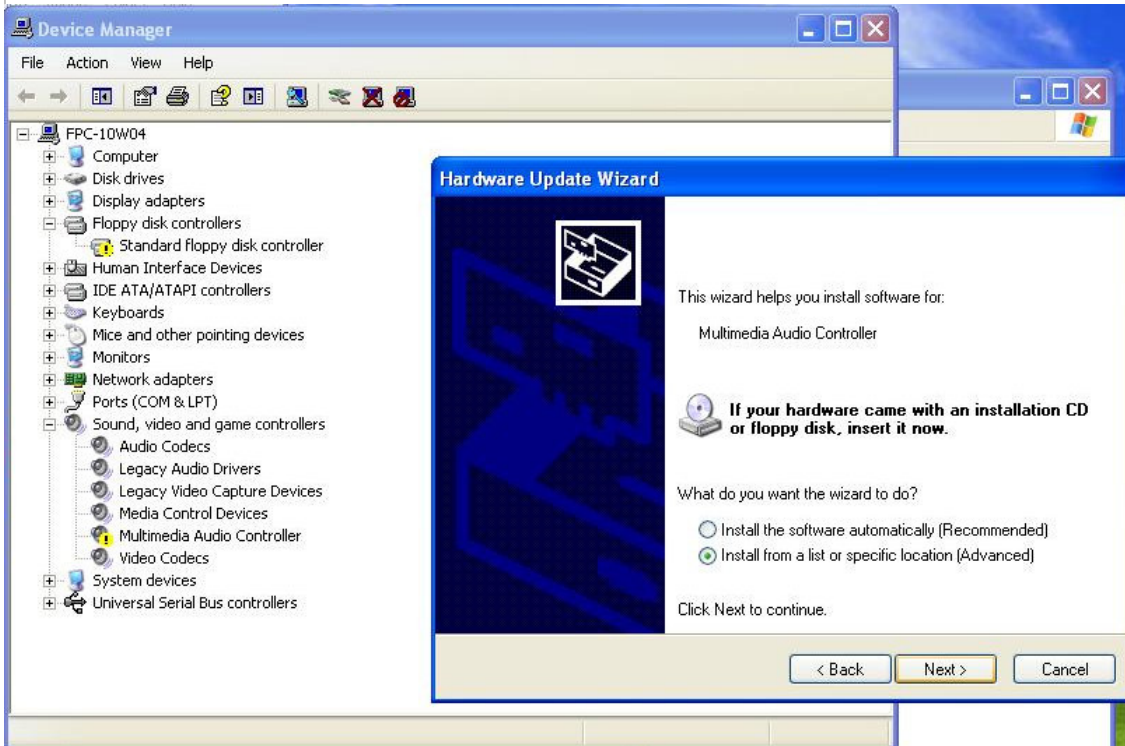 Device Manager
File Action View Help
FPC-10W04
Computer
Disk drives
Display adapters
Floppy disk controllers
Standard floppy disk controller
Human Interface Devices
IDE ATA/ATAPI controllers
Keyboards
Mice and other pointing devices
Monitors
Network adapters
Ports (COM & LPT)
Sound, video and game controllers
Audio Codecs
Legacy Audio Drivers
Legacy Video Capture Devices
Media Control Devices
Multimedia Audio Controller
Video Codecs
System devices
Universal Serial Bus controllers
Hardware Update Wizard
This wizard helps you install software for:
Multimedia Audio Controller
If your hardware came with an installation CD
or floppy disk, insert it now.
What do you want the wizard to do?
Install the software automatically (Recommended)
Install from a list or specific location (Advanced)
Click Next to continue.
< Back Next > Cancel